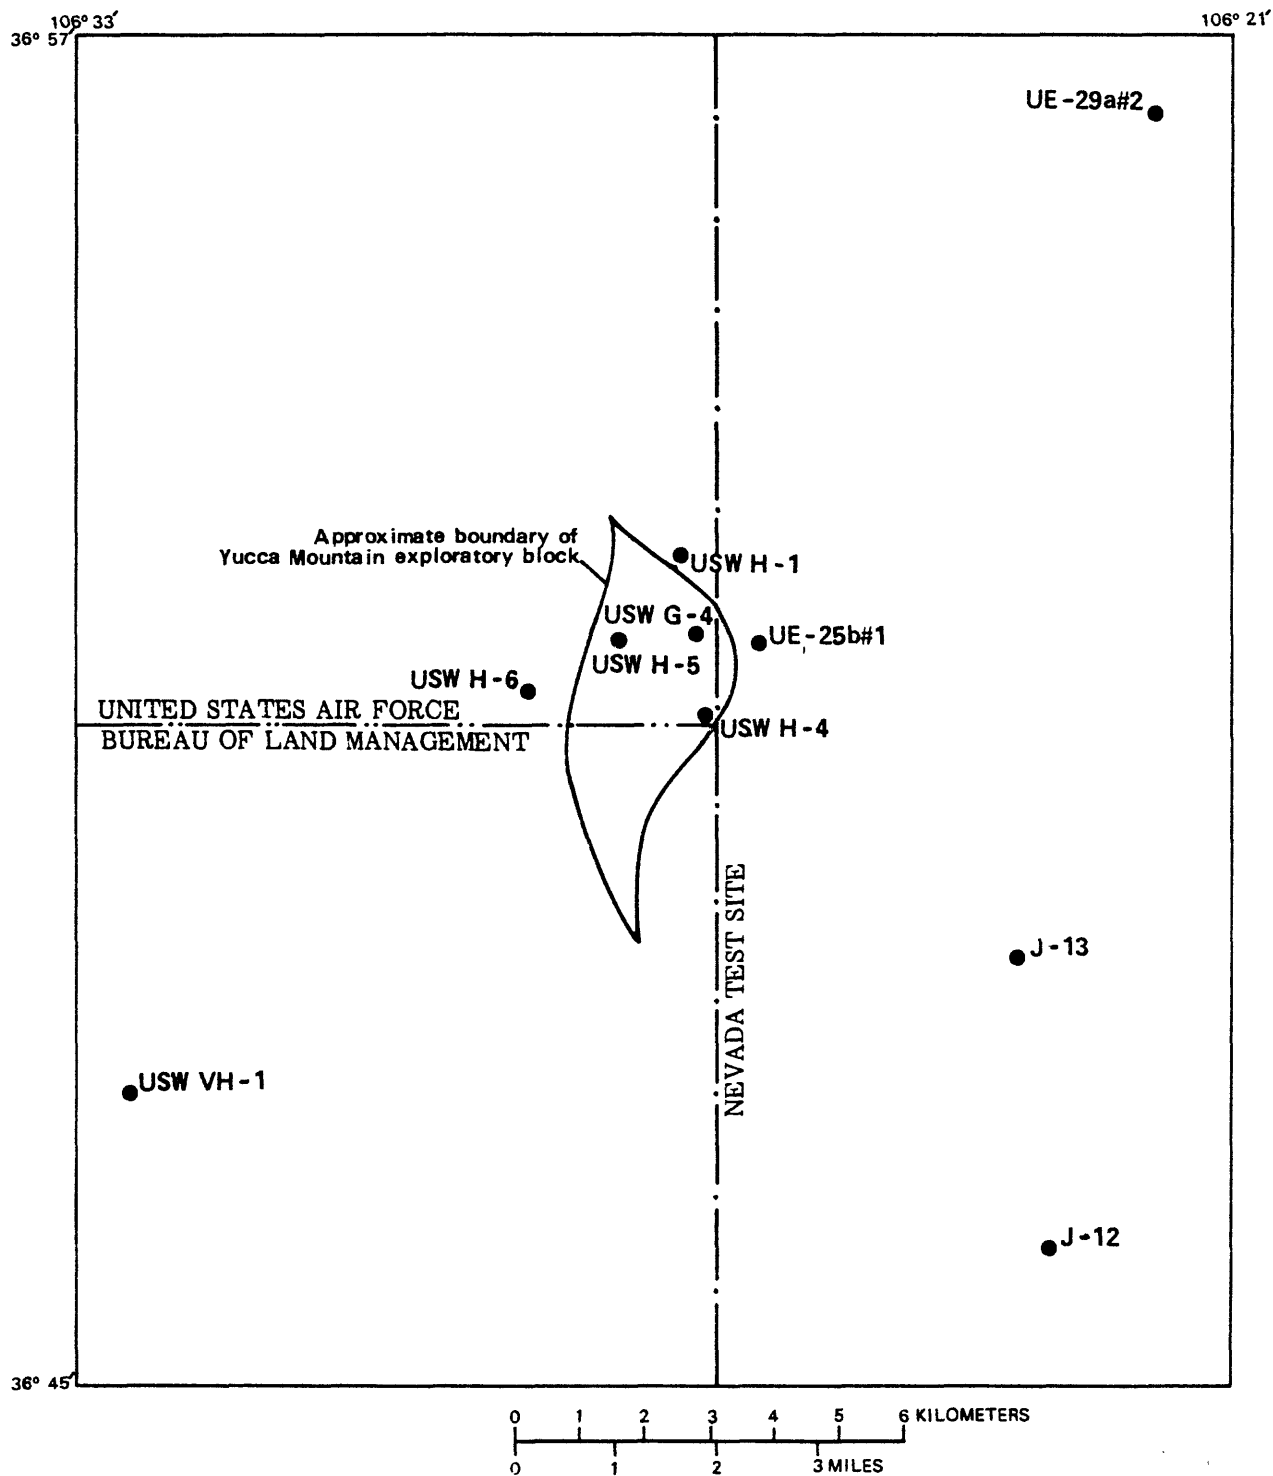 106° 33′
106° 21′
36° 57′
UE-29a#2
Approximate boundary of
Yucca Mountain exploratory block
USW H-1
USW G-4
UE-25b#1
USW H-5
USW H-6
UNITED STATES AIR FORCE
USW H-4
BUREAU OF LAND MANAGEMENT
NEVADA TEST SITE
J-13
USW VH-1
J-12
36° 45′
0 1 2 3 4 5 6 KILOMETERS
0 1 2 3 MILES